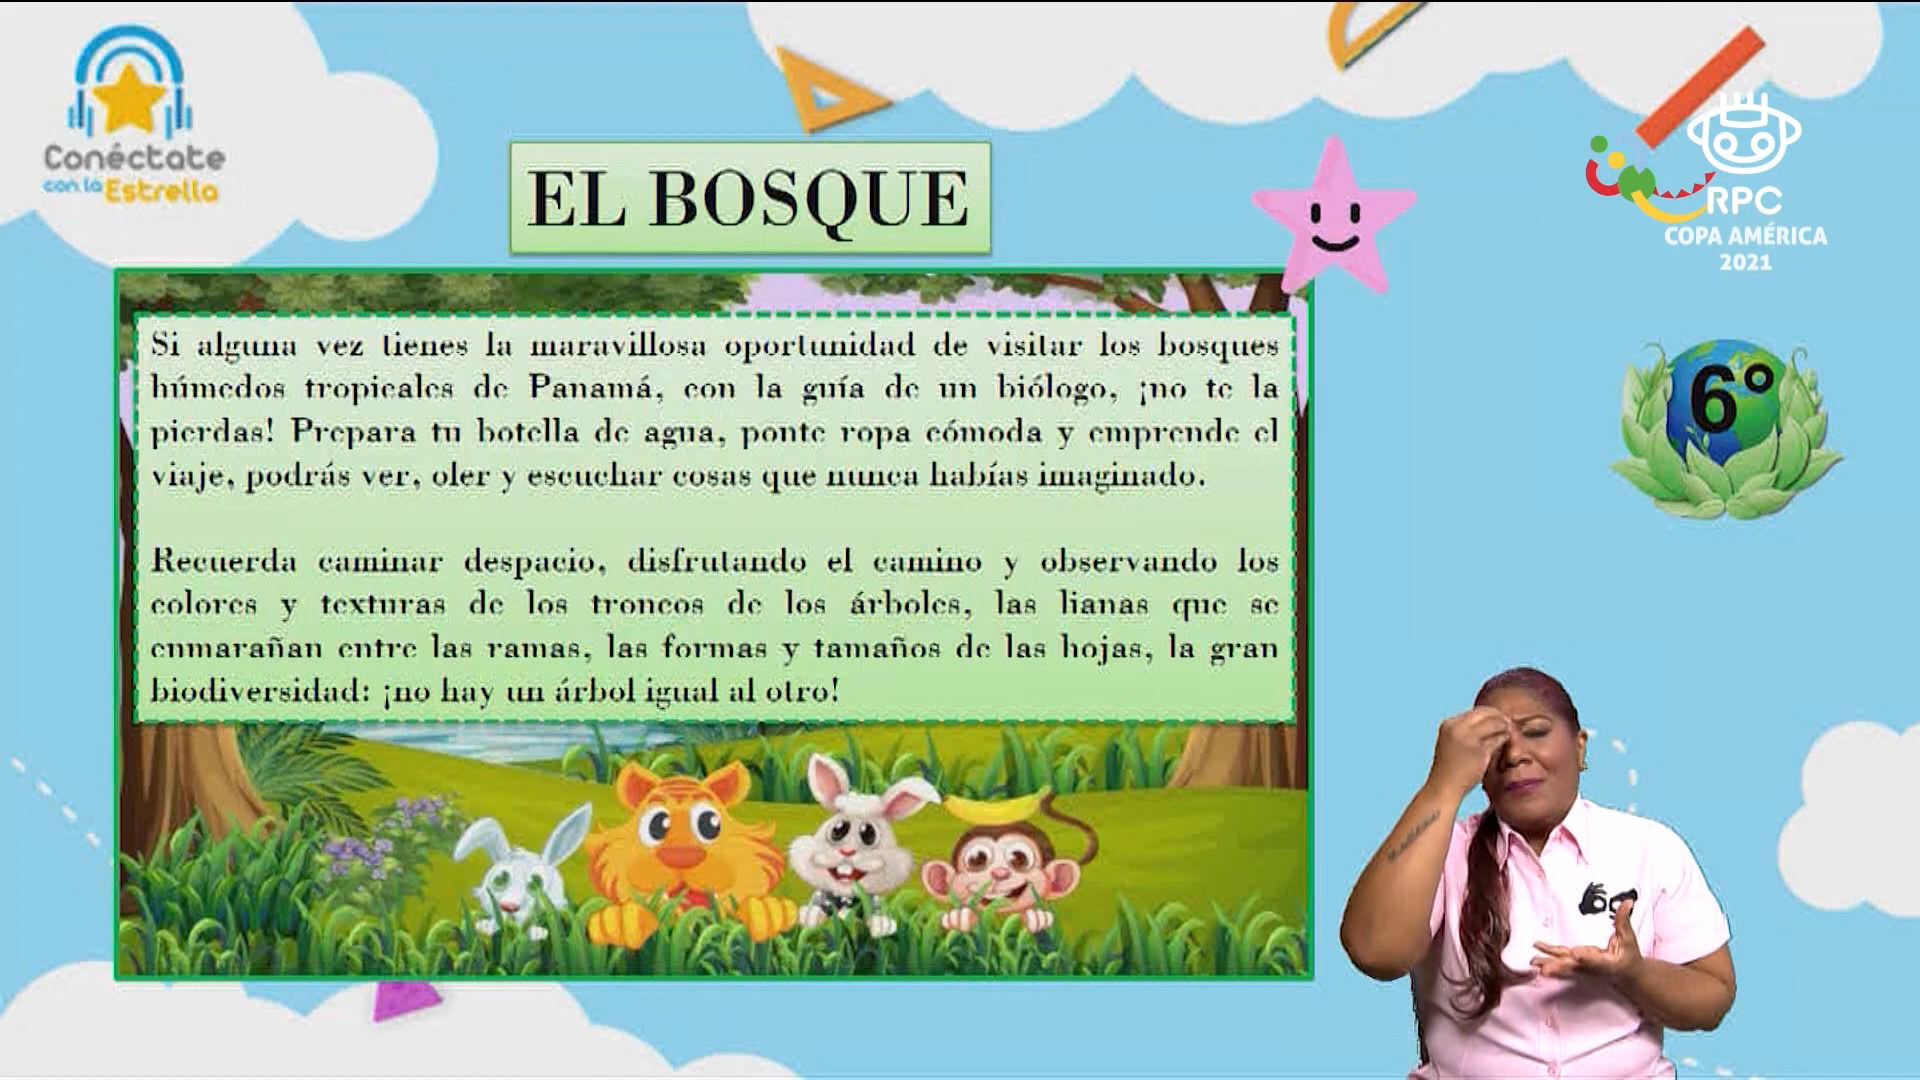 Conéctate
con la Estrella
EL BOSQUE
RPC
COPA AMÉRICA
2021
6°
Si alguna vez tienes la maravillosa oportunidad de visitar los bosques
húmedos tropicales de Panamá, con la guía de un biólogo, ¡no te la
pierdas! Prepara tu botella de agua, ponte ropa cómoda y emprende el
viaje, podrás ver, oler y escuchar cosas que nunca habías imaginado.
Recuerda caminar despacio, disfrutando el camino y observando los
colores y texturas de los troncos de los árboles, las lianas que se
enmarañan entre las ramas, las formas y tamaños de las hojas, la gran
biodiversidad: ¡no hay un árbol igual al otro!